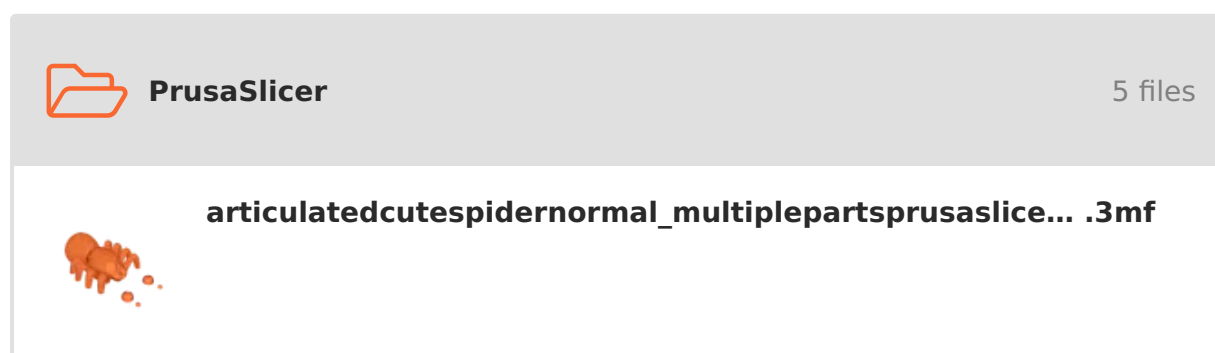 PrusaSlicer
5 files
articulatedcutespidernormal_multiplepartsprusaslice… .3mf